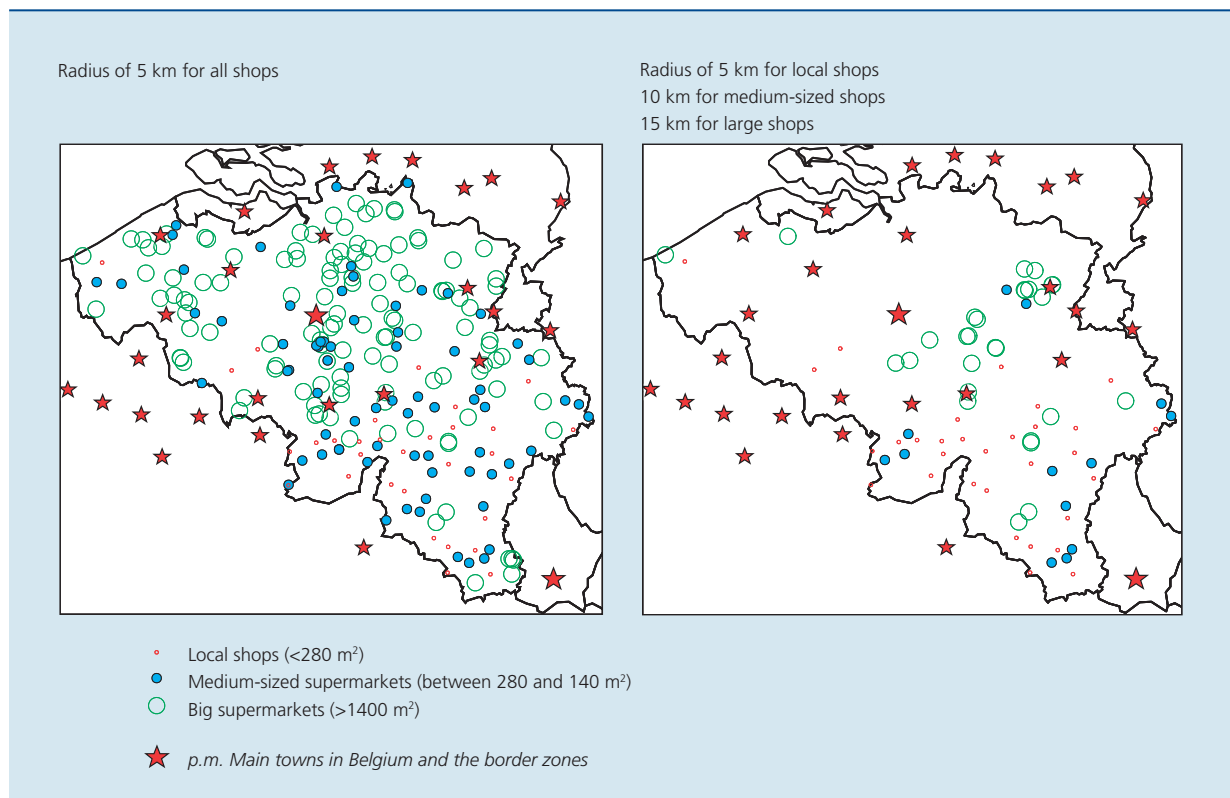 Radius of 5 km for all shops
Radius of 5 km for local shops
10 km for medium-sized shops
15 km for large shops
Local shops (<280 m²)
Medium-sized supermarkets (between 280 and 140 m²)
Big supermarkets (>1400 m²)
p.m. Main towns in Belgium and the border zones